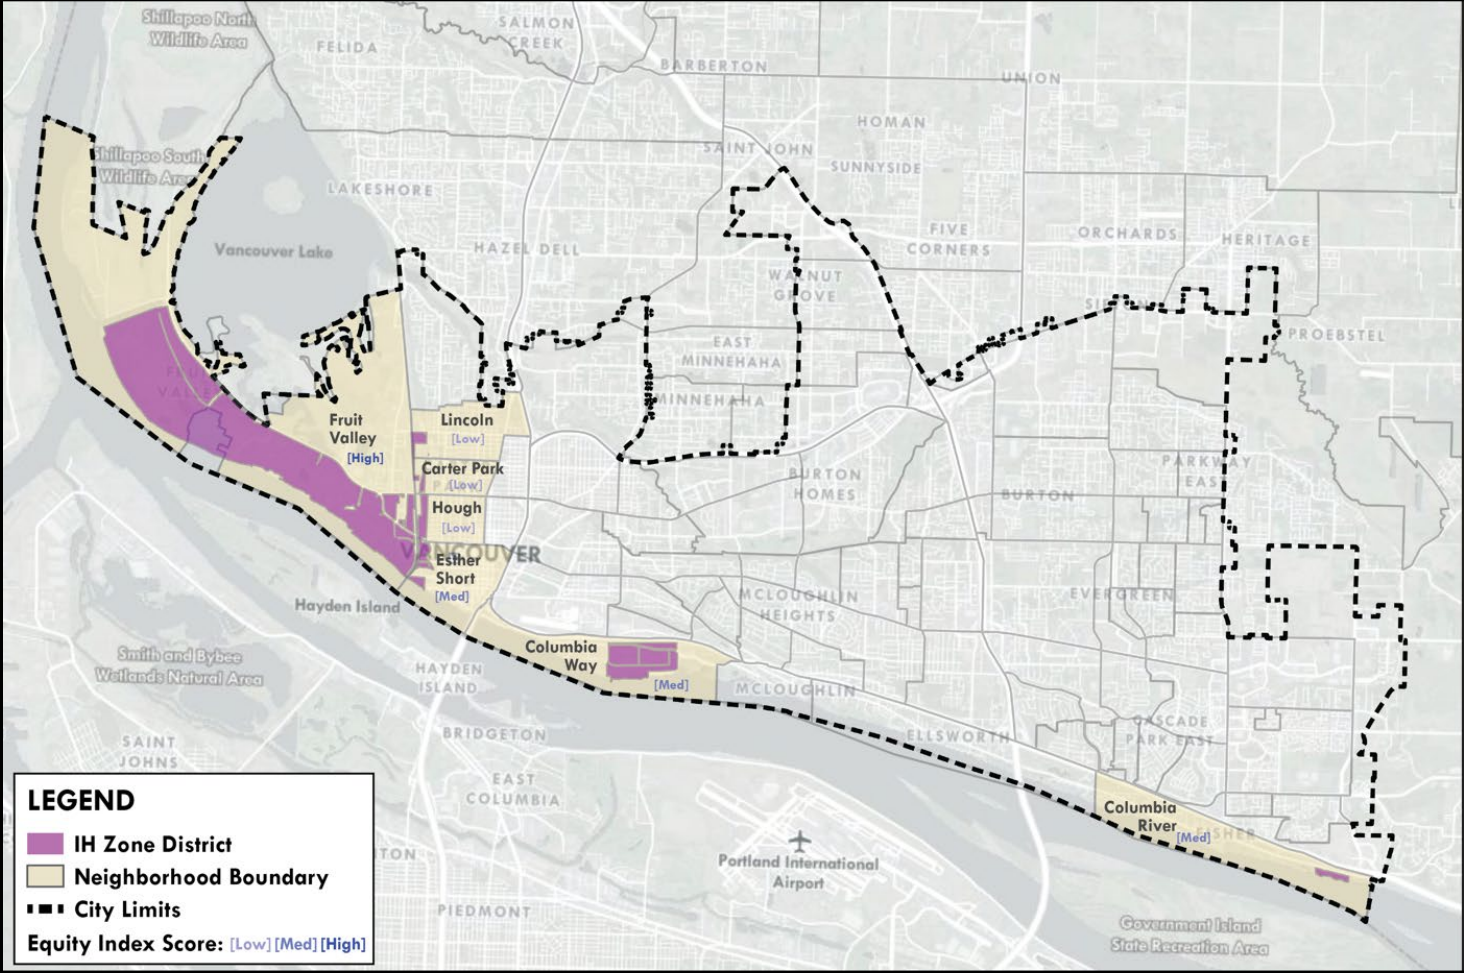 Shillapoo North
Wildlife Area
SALMON
CREEK
FELIDA
BARBERTON
UNION
HOMAN
SAINT JOHN
SUNNYSIDE
Shillapoo South
Wildlife Area
LAKESHORE
Vancouver Lake
HAZEL DELL
FIVE
CORNERS
ORCHARDS
HERITAGE
WALNUT
GROVE
PROEBSTEL
EAST
MINNEHAHA
MINNEHAHA
FRUIT
VALLEY
Fruit
Valley
[High]
Lincoln
[Low]
Carter Park
[Low]
Hough
[Low]
VANCOUVER
Esther
Short
[Med]
BURTON
HOMES
BURTON
PARKWAY
EAST
Hayden Island
MCLOUGHLIN
HEIGHTS
EVERGREEN
Smith and Bybee
Wetlands Natural Area
HAYDEN
ISLAND
Columbia
Way
[Med]
MCLOUGHLIN
BRIDGETON
ELLSWORTH
CASCADE
PARK EAST
SAINT
JOHNS
EAST
COLUMBIA
Columbia
River
[Med]
FISHER
Portland International
Airport
PIEDMONT
Government Island
State Recreation Area
LEGEND
IH Zone District
Neighborhood Boundary
City Limits
Equity Index Score: [Low] [Med] [High]